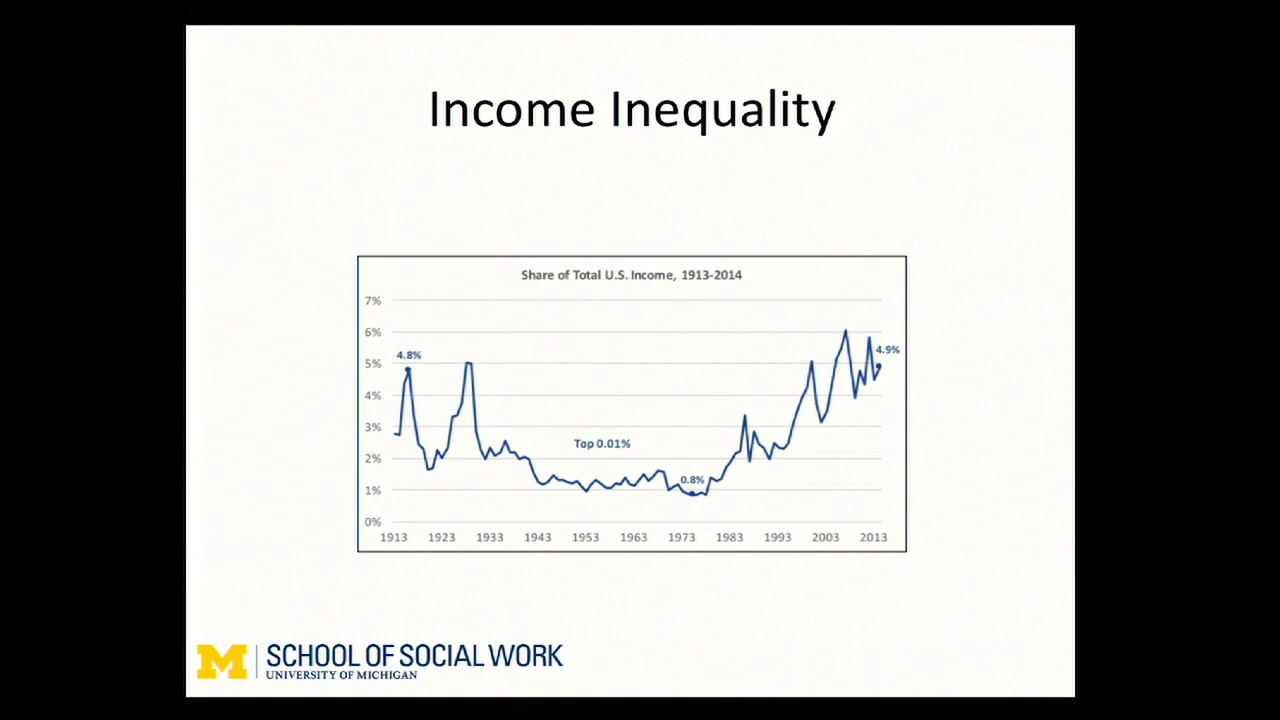 Income Inequality
Share of Total U.S. Income, 1913-2014
7%
6%
5%
4%
3%
2%
1%
0%
4.8%
4.9%
Top 0.01%
0.8%
1913 1923 1933 1943 1953 1963 1973 1983 1993 2003 2013
M SCHOOL OF SOCIAL WORK
UNIVERSITY OF MICHIGAN